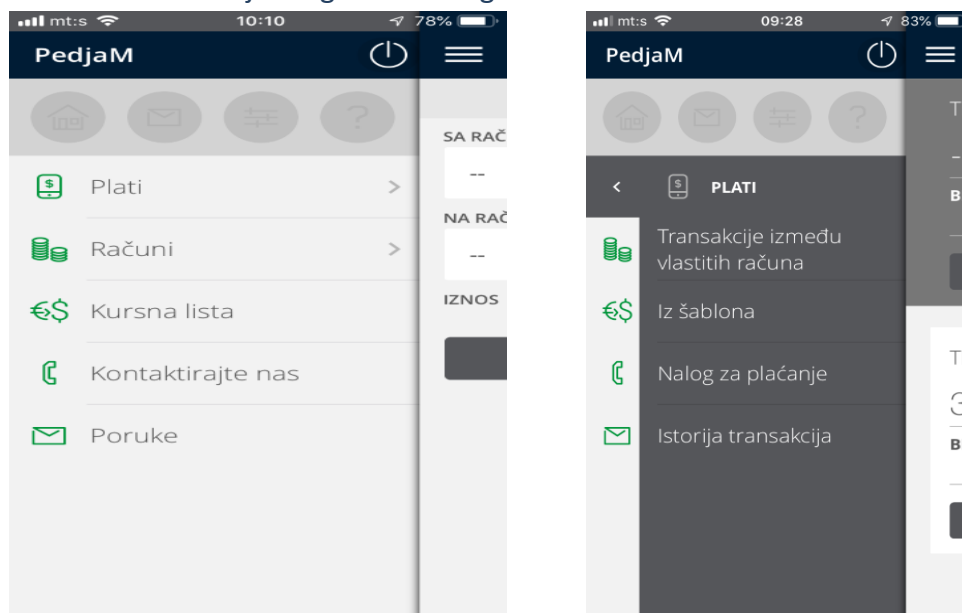 mt:s 10:10 78%
PedjaM
SA RAČ
--
Plati
NA RAČ
Računi
--
IZNOS
Kursna lista
Kontaktirajte nas
Poruke
mt:s 09:28 83%
PedjaM
PLATI
Transakcije između
vlastitih računa
Iz šablona
Nalog za plaćanje
Istorija transakcija